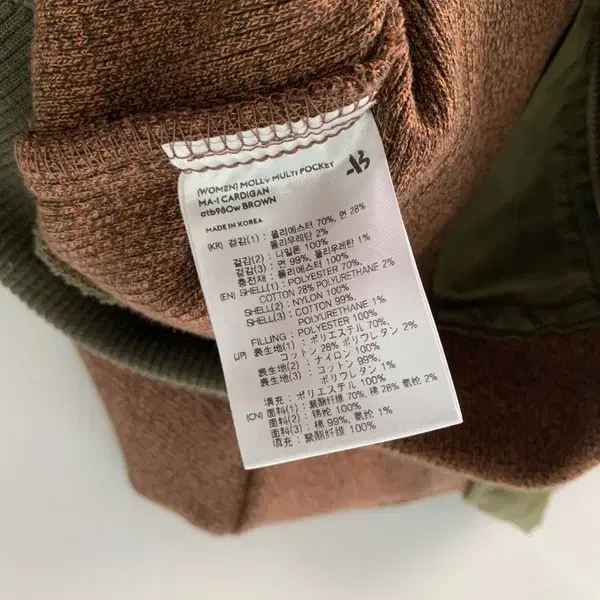 (WOMEN) MOLLY MULTI POCKET
MA-1 CARDIGAN
atb980w BROWN
MADE IN KOREA
(KR) 겉감(1) : 폴리에스터 70%, 면 28%
폴리우레탄 2%
겉감(2) : 나일론 100%
겉감(3) : 면 99%, 폴리우레탄 1%
충전재 : 폴리에스터 100%
(EN) SHELL(1) : POLYESTER 70%,
COTTON 28% POLYURETHANE 2%
SHELL(2) : NYLON 100%
SHELL(3) : COTTON 99%,
POLYURETHANE 1%
FILLING : POLYESTER 100%
(JP) 裏生地(1) : ポリエステル 70%,
コットン 28% ポリウレタン 2%
裏生地(2) : ナイロン 100%
裏生地(3) : コットン 99%,
ポリウレタン 1%
填充 : ポリエステル 100%
(CN) 面料(1) : 聚酯纤维 70%, 棉 28% 氨纶 2%
面料(2) : 锦纶 100%
面料(3) : 棉 99%, 氨纶 1%
填充 : 聚酯纤维 100%